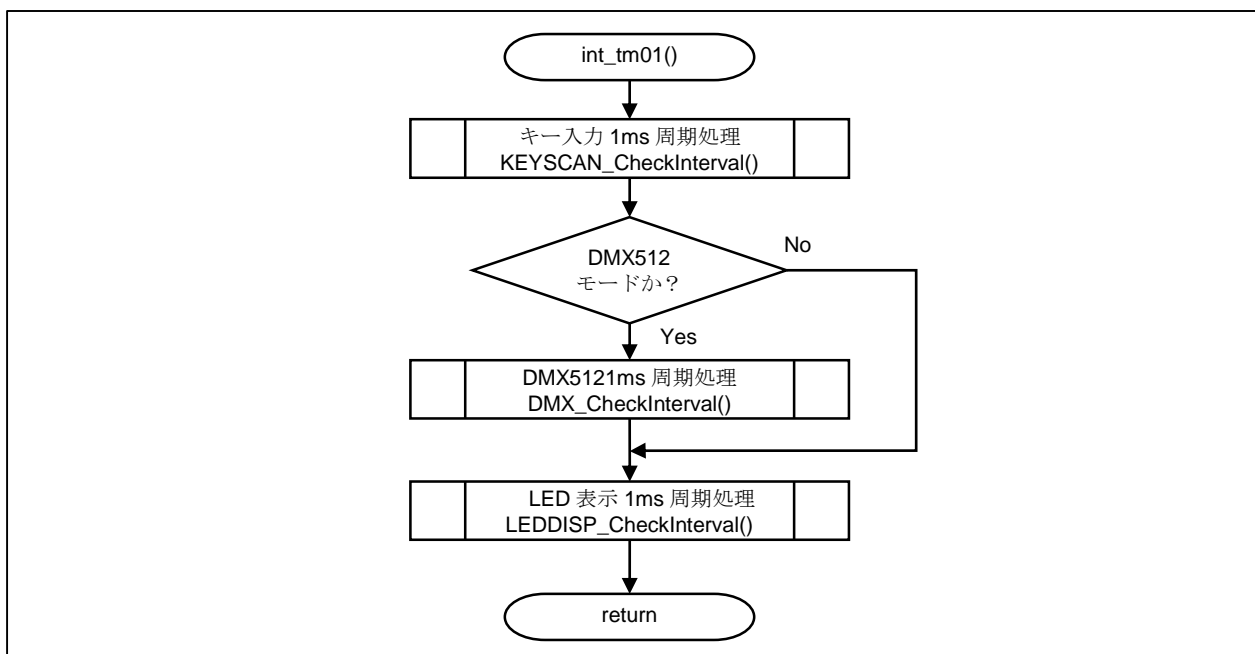 int_tm01()
キー入力 1ms 周期処理
KEYSCAN_CheckInterval()
DMX512
モードか？
No
Yes
DMX5121ms 周期処理
DMX_CheckInterval()
LED 表示 1ms 周期処理
LEDDISP_CheckInterval()
return